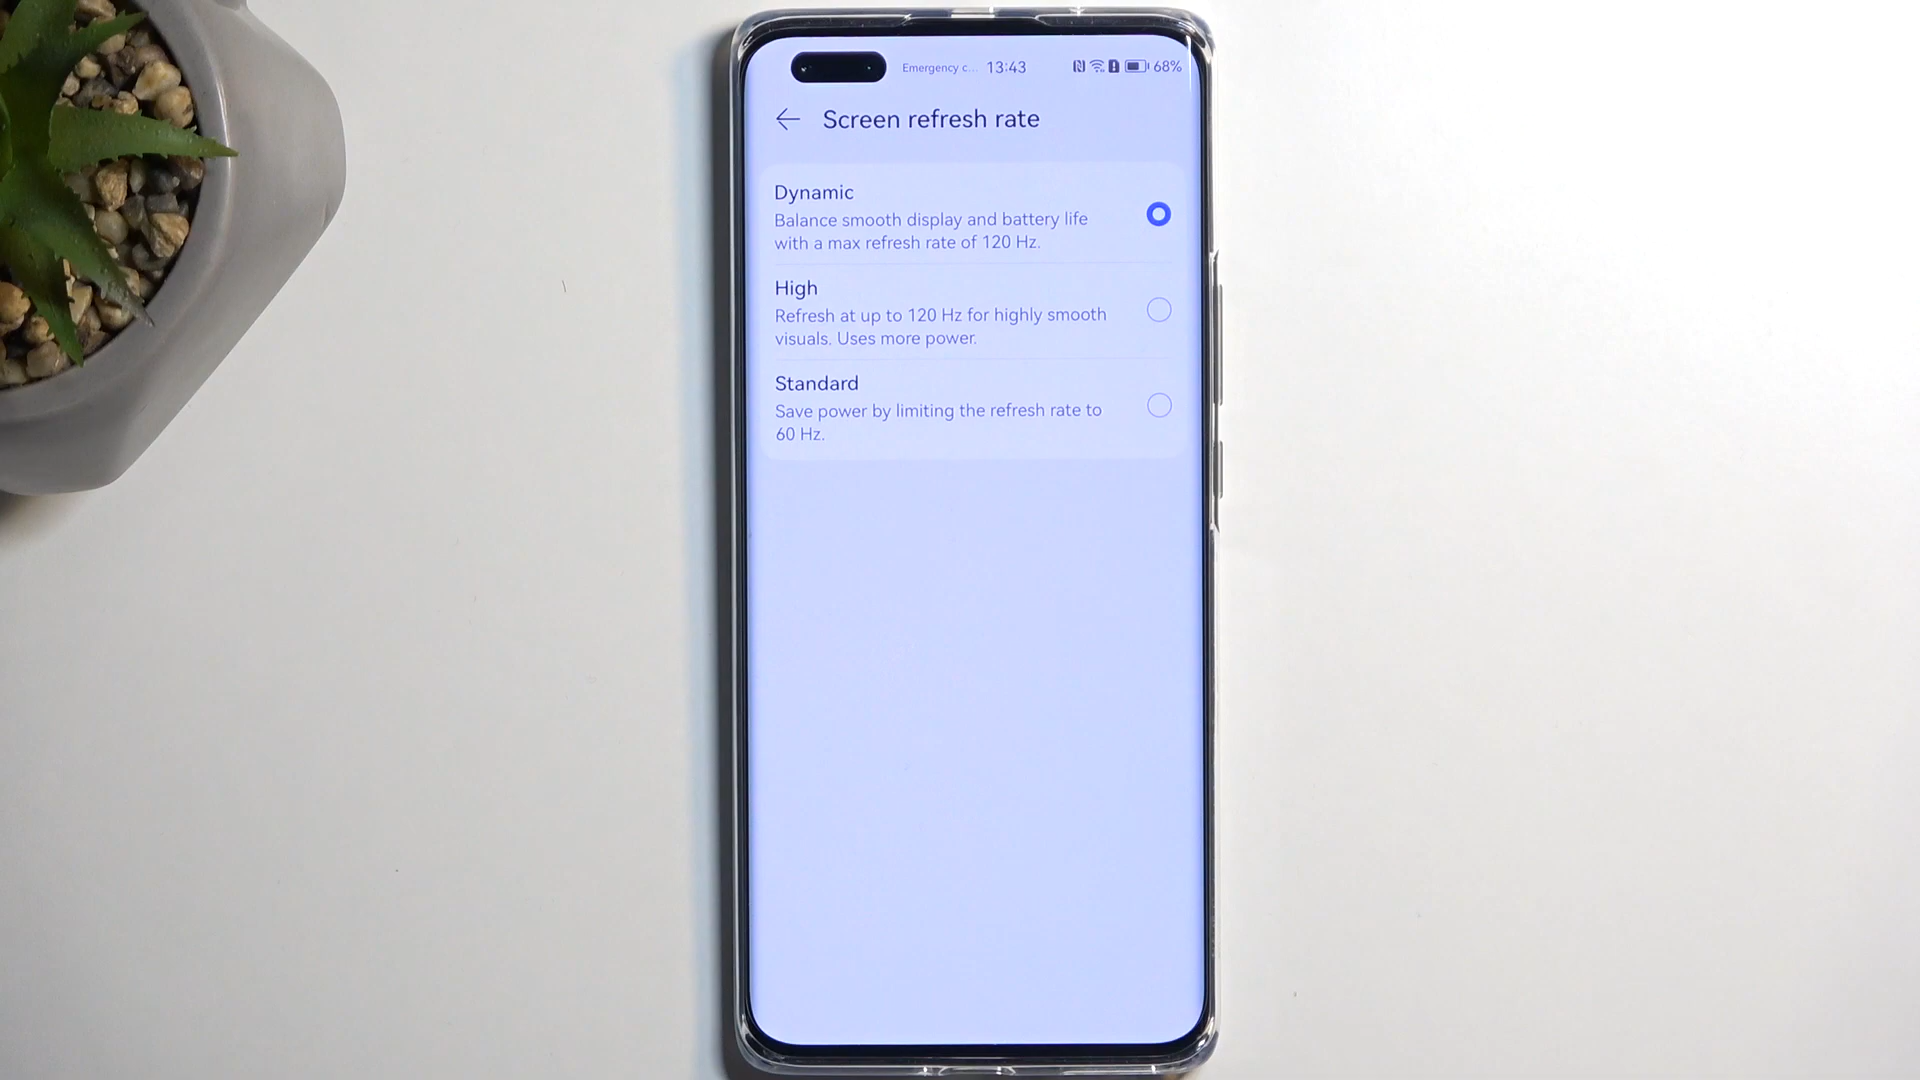 Emergency c... 13:43 68%
Screen refresh rate
Dynamic
Balance smooth display and battery life
with a max refresh rate of 120 Hz.
High
Refresh at up to 120 Hz for highly smooth
visuals. Uses more power.
Standard
Save power by limiting the refresh rate to
60 Hz.